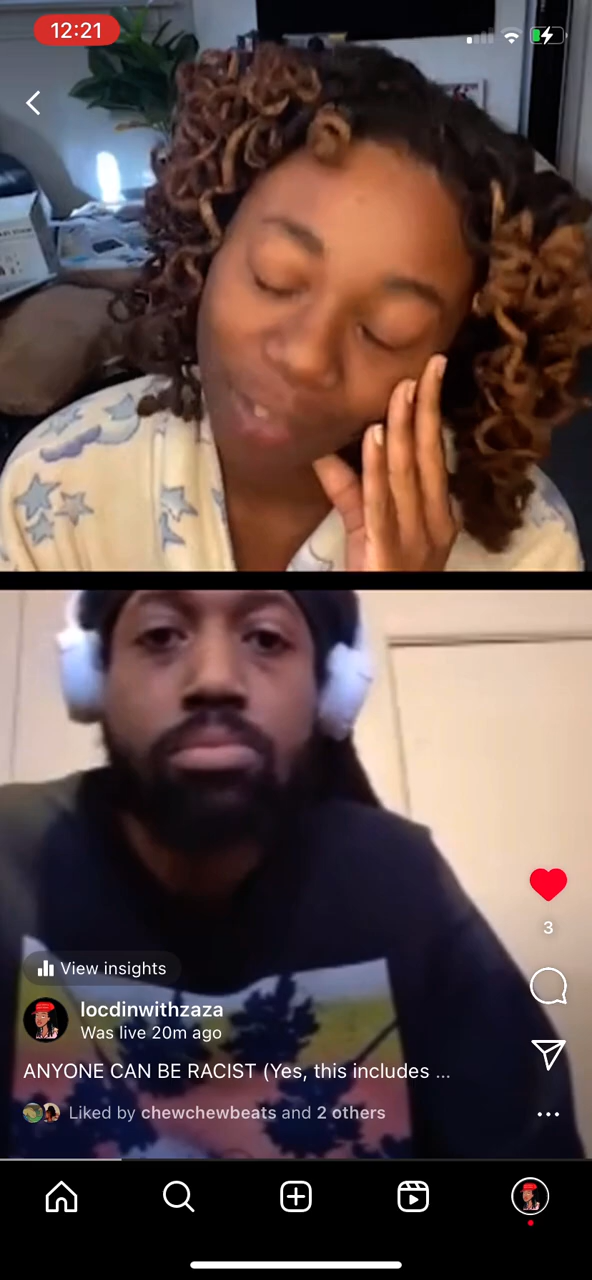 12:21
3
View insights
locdinwithzaza
Was live 20m ago
ANYONE CAN BE RACIST (Yes, this includes ...
Liked by chewchewbeats and 2 others